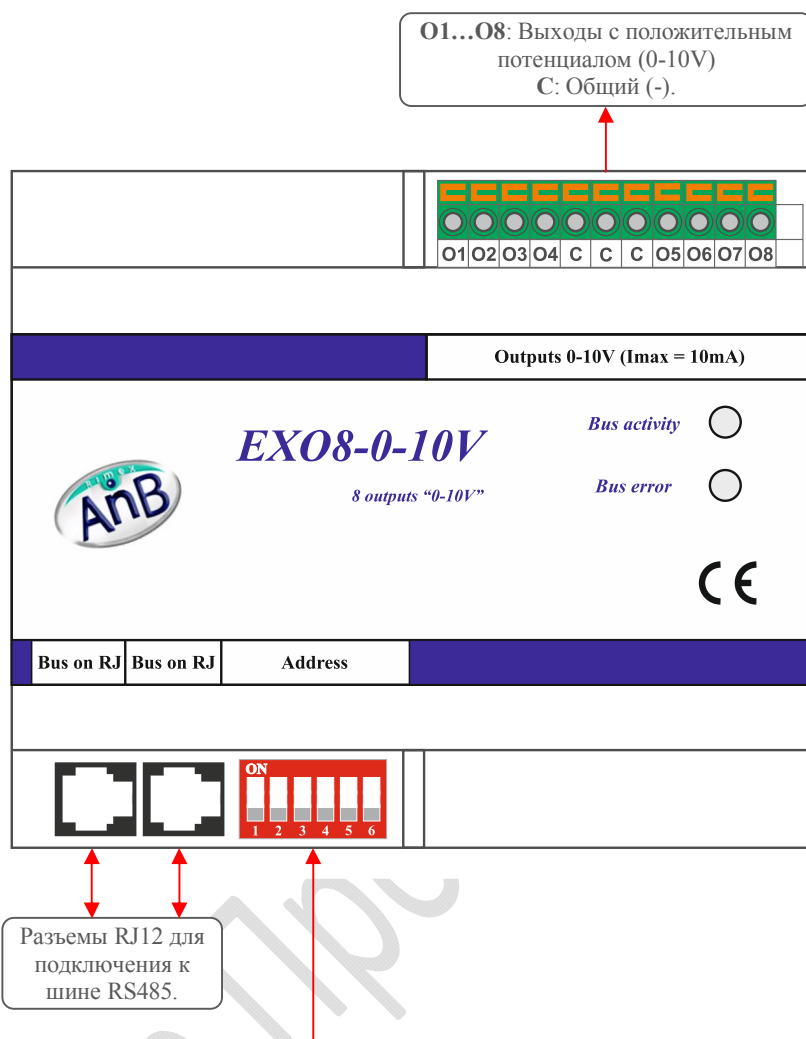 O1…O8: Выходы с положительным
потенциалом (0-10V)
C: Общий (-).
O1 O2 O3 O4 C C C O5 O6 O7 O8
Outputs 0-10V (Imax = 10mA)
EXO8-0-10V
8 outputs “0-10V”
Bus activity
Bus error
Rimex
AnB
CE
Bus on RJ Bus on RJ Address
ON
1 2 3 4 5 6
Разъемы RJ12 для
подключения к
шине RS485.